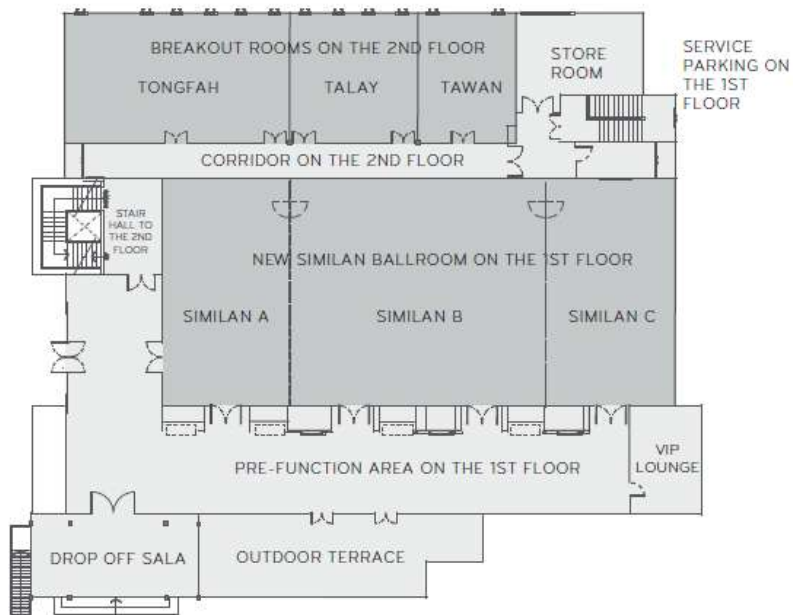 BREAKOUT ROOMS ON THE 2ND FLOOR
TONGFAH
TALAY
TAWAN
STORE
ROOM
SERVICE
PARKING ON
THE 1ST
FLOOR
CORRIDOR ON THE 2ND FLOOR
STAIR
HALL TO
THE 2ND
FLOOR
NEW SIMILAN BALLROOM ON THE 1ST FLOOR
SIMILAN A
SIMILAN B
SIMILAN C
PRE-FUNCTION AREA ON THE 1ST FLOOR
VIP
LOUNGE
DROP OFF SALA
OUTDOOR TERRACE